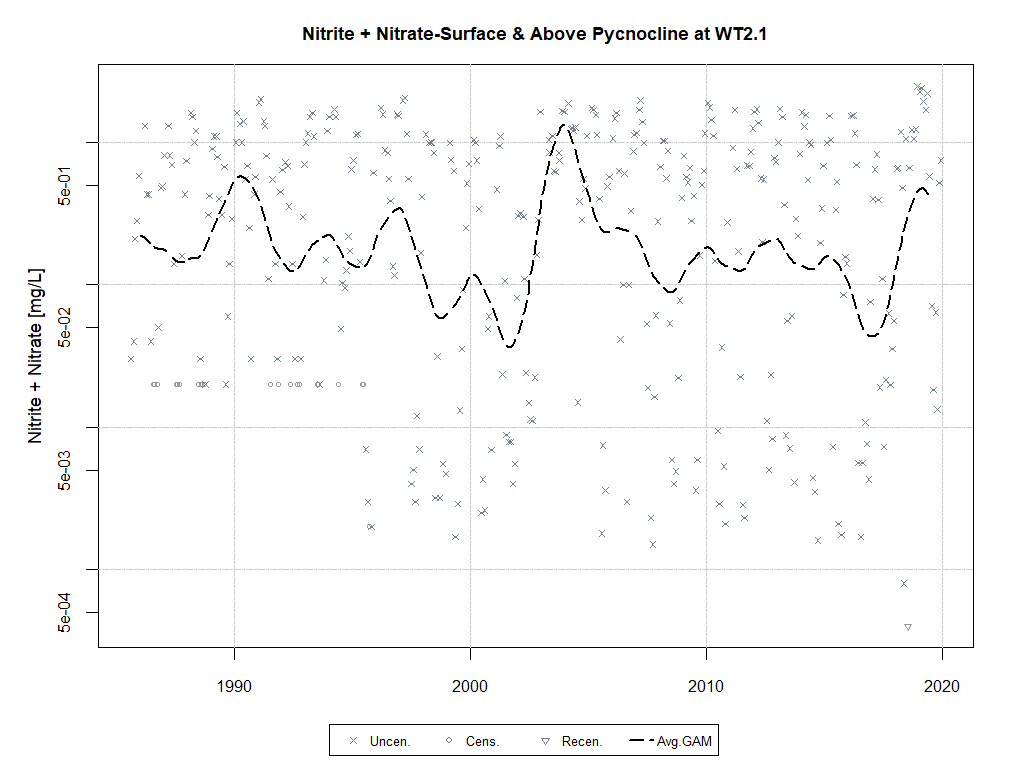 Nitrite + Nitrate-Surface & Above Pycnocline at WT2.1
Nitrite + Nitrate [mg/L]
5e-01
5e-02
5e-03
5e-04
1990 2000 2010 2020
Uncen. Cens. Recen. Avg.GAM